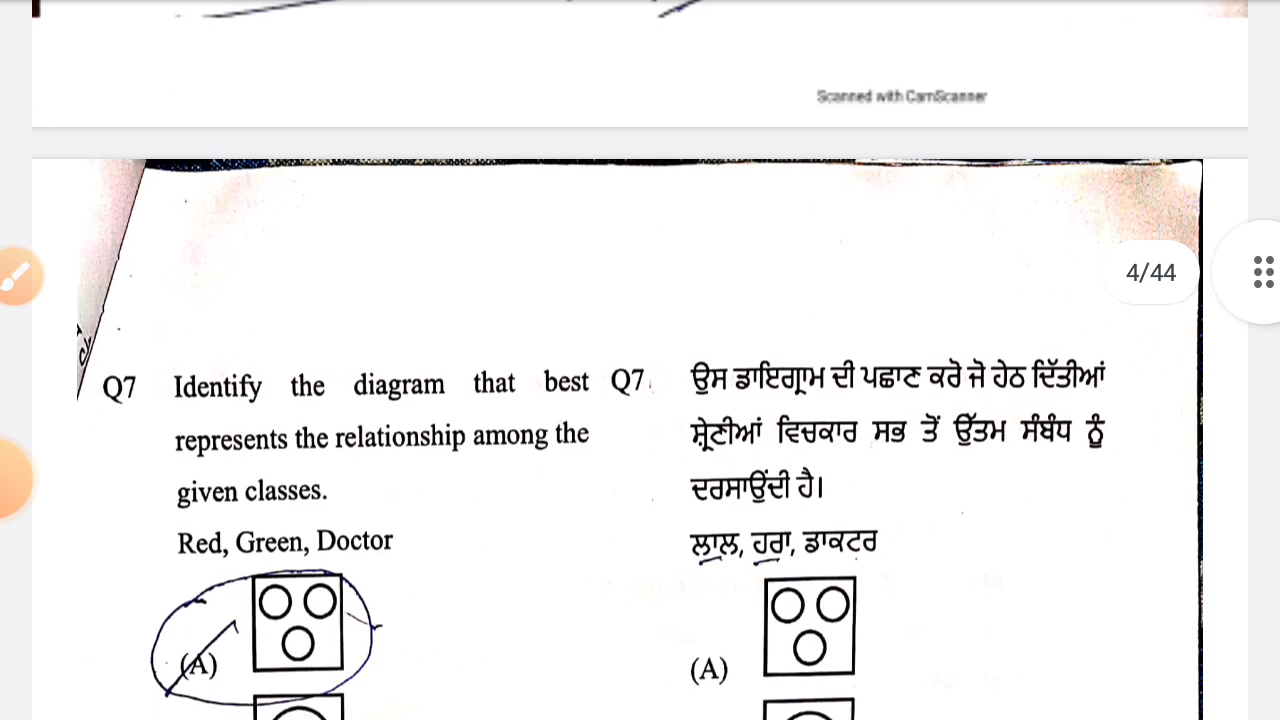 Scanned with CamScanner
4/44
Q7 Identify the diagram that best
represents the relationship among the
given classes.
Red, Green, Doctor
(A)
Q7. ਉਸ ਡਾਇਗ੍ਰਾਮ ਦੀ ਪਛਾਣ ਕਰੋ ਜੋ ਹੇਠ ਦਿੱਤੀਆਂ
ਸ਼੍ਰੇਣੀਆਂ ਵਿਚਕਾਰ ਸਭ ਤੋਂ ਉੱਤਮ ਸੰਬੰਧ ਨੂੰ
ਦਰਸਾਉਂਦੀ ਹੈ।
ਲਾਲ, ਹਰਾ, ਡਾਕਟਰ
(A)